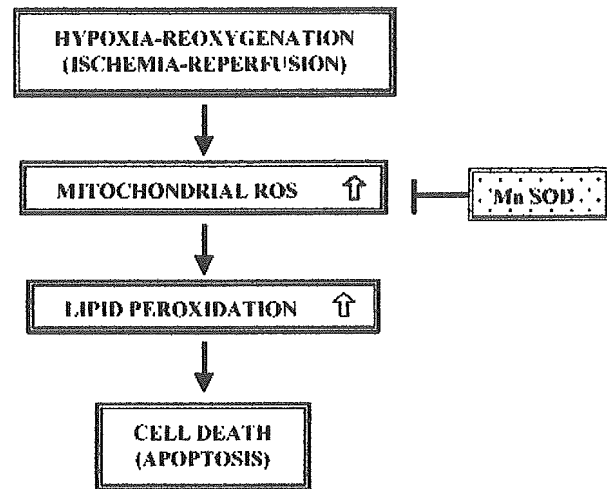 HYPOXIA-REOXYGENATION
(ISCHEMIA-REPERFUSION)
MITOCHONDRIAL ROS
Mn SOD
LIPID PEROXIDATION
CELL DEATH
(APOPTOSIS)